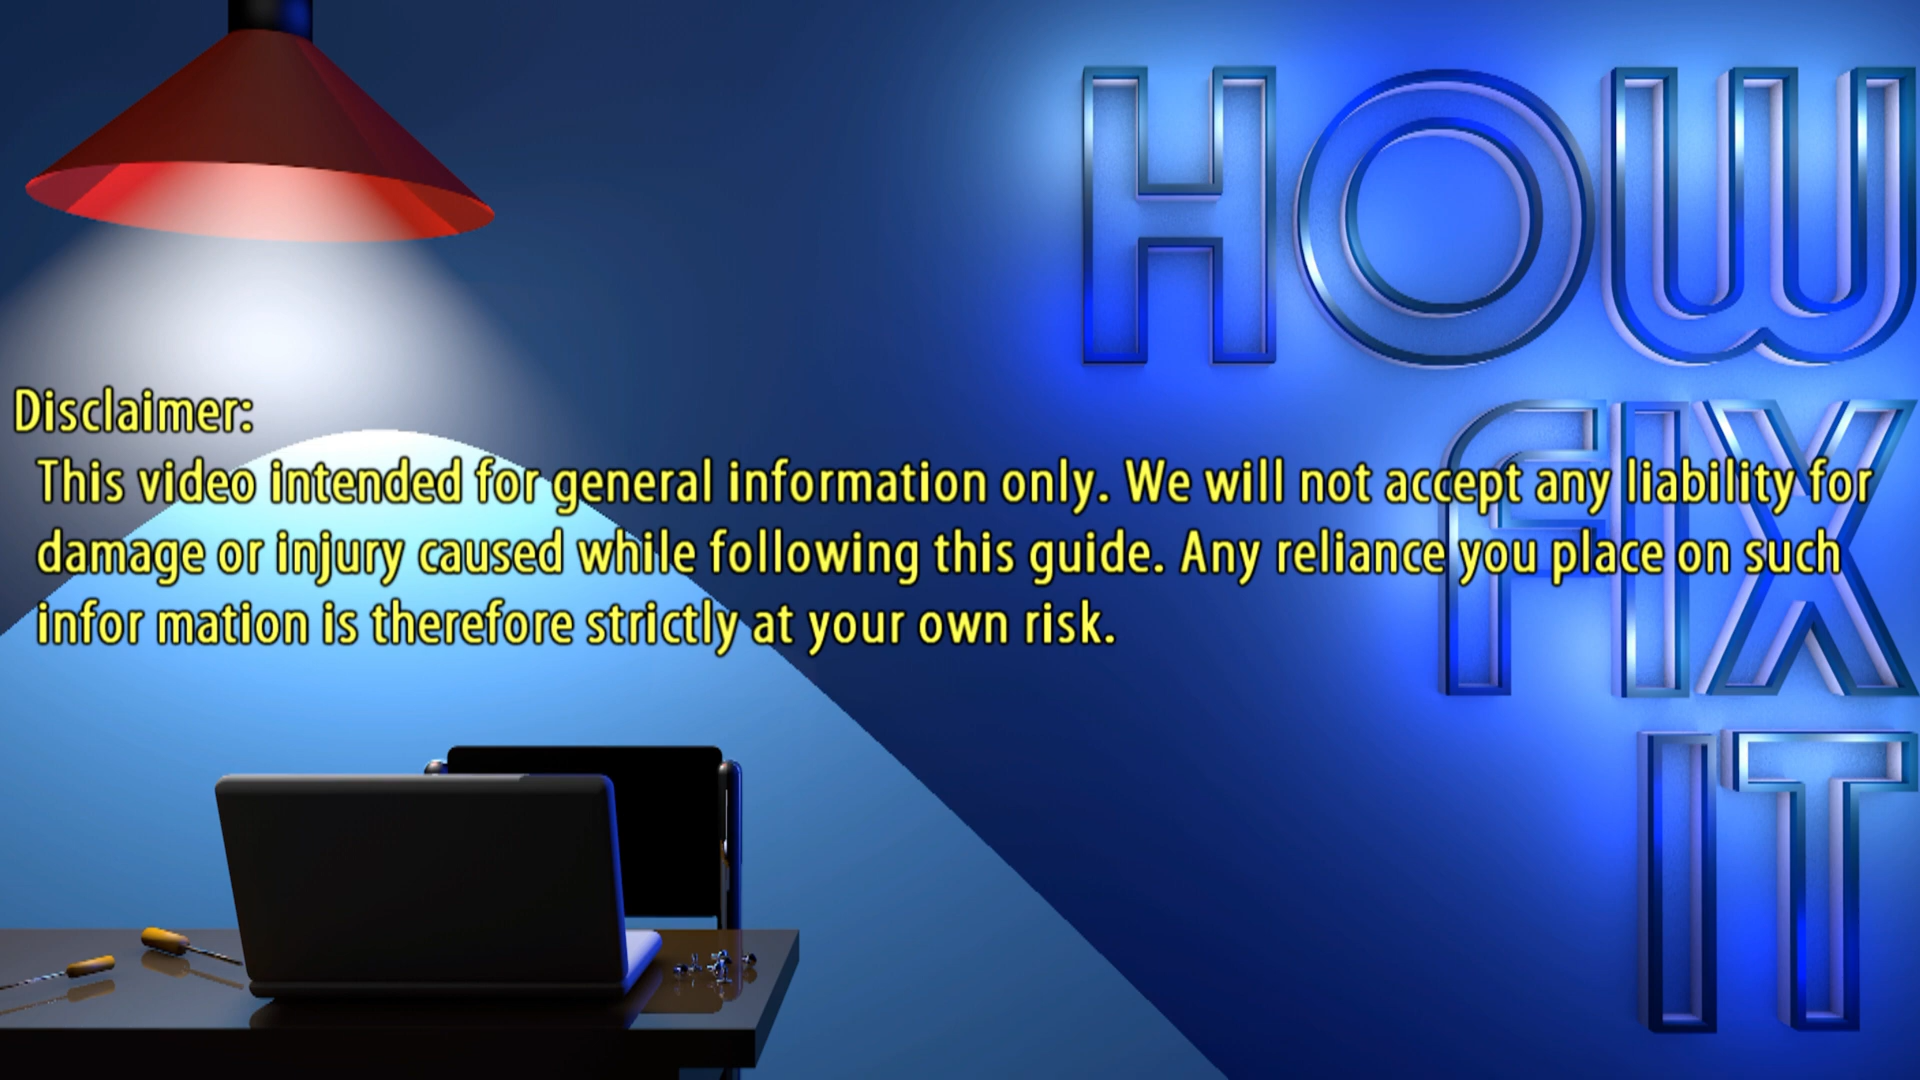 HOW
FIX
IT
Disclaimer:
This video intended for general information only. We will not accept any liability for
damage or injury caused while following this guide. Any reliance you place on such
infor mation is therefore strictly at your own risk.